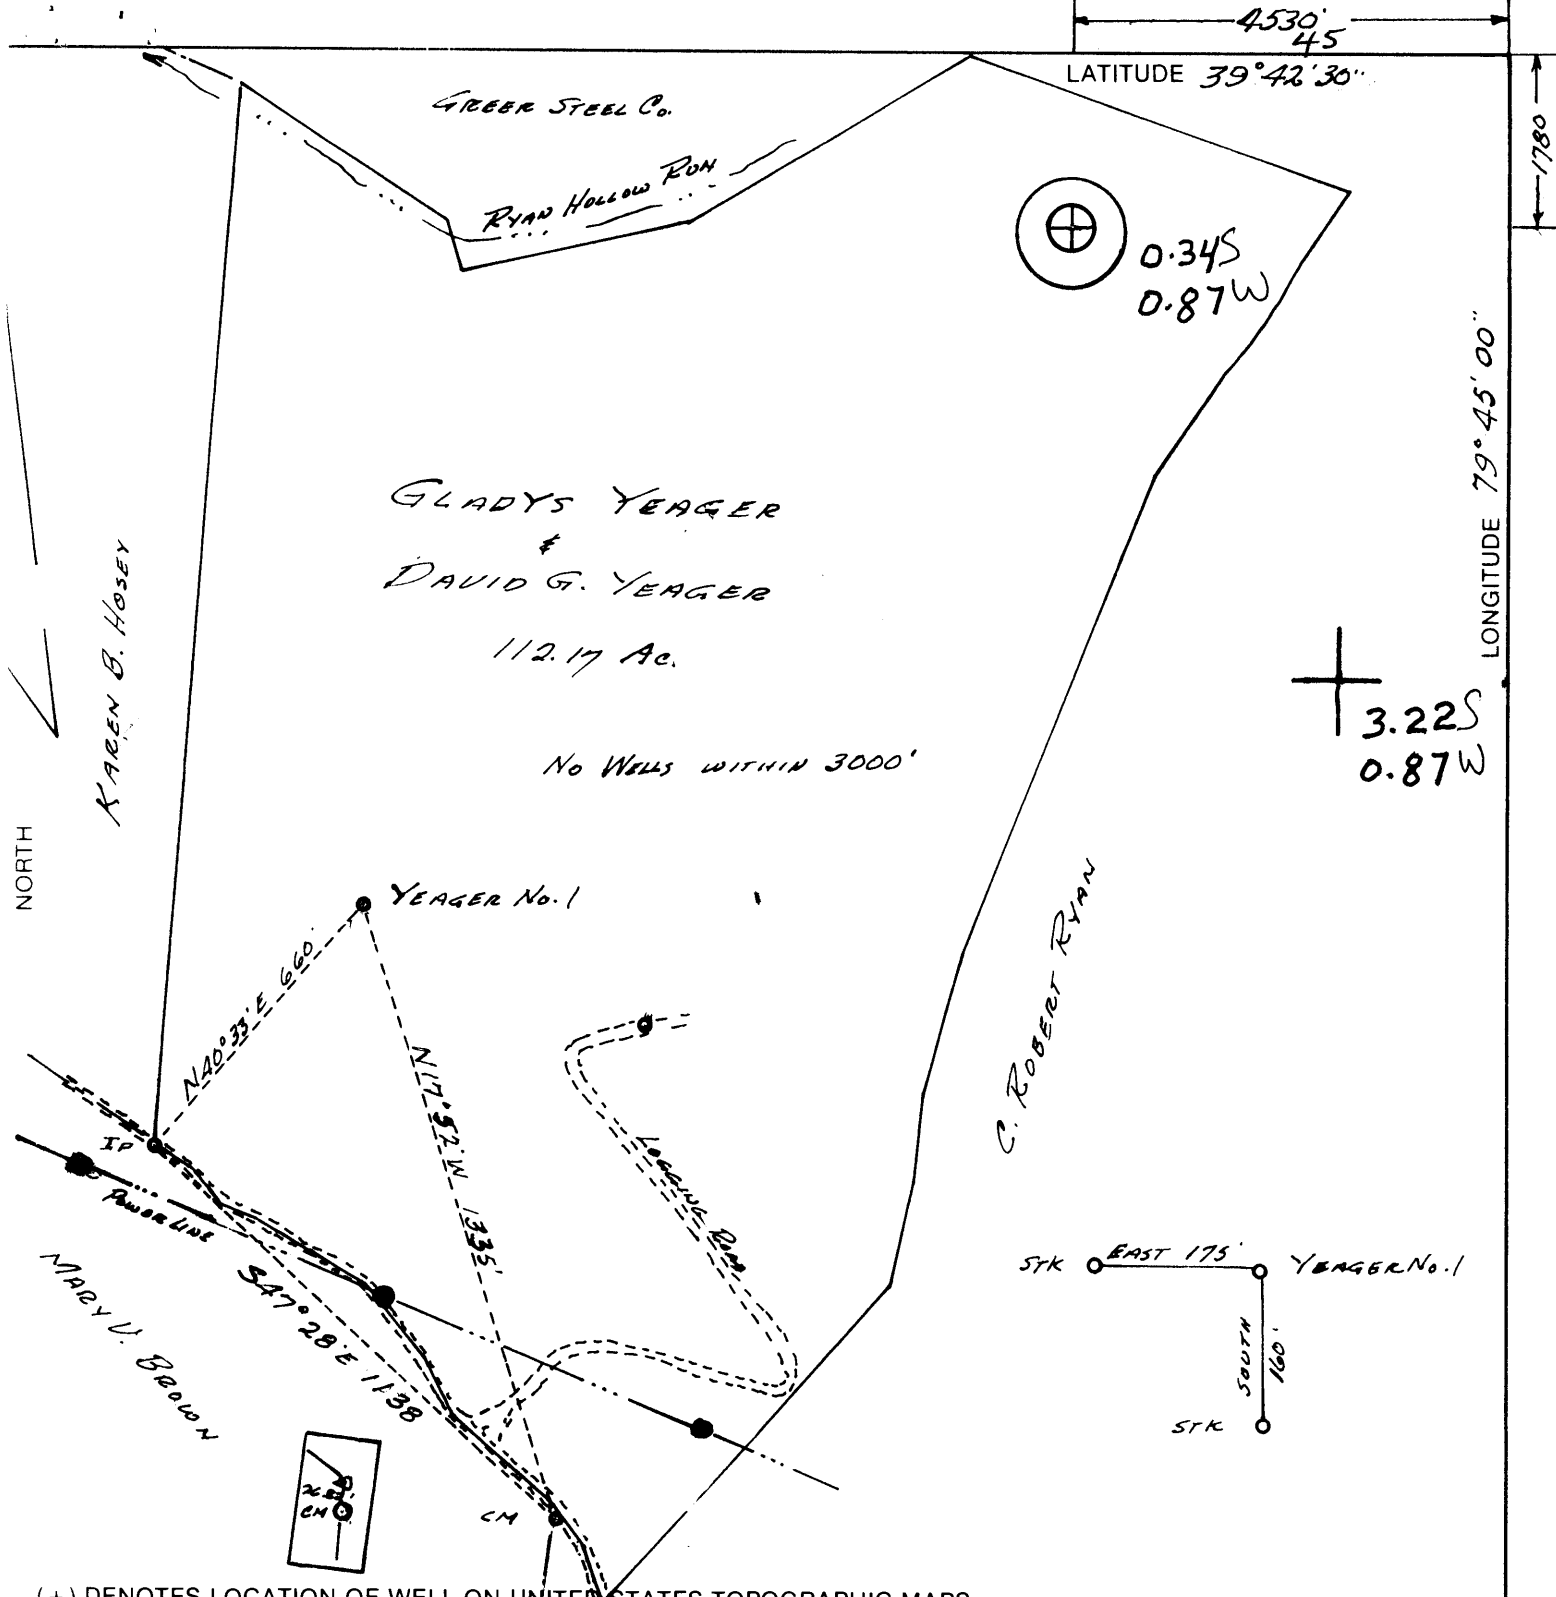 4530'
45
LATITUDE 39°42'30"
1780
GREER STEEL Co.
RYAN HOLLOW RUN
0.34S
0.87W
LONGITUDE 79°45'00"
GLADYS YEAGER
&
DAVID G. YEAGER
112.17 Ac.
KAREN B. HOSEY
3.22S
0.87W
NO WELLS WITHIN 3000'
NORTH
YEAGER No. 1
N40°33'E 660'
C. ROBERT RYAN
N17°52'W 1335'
IP
LOGGING ROAD
POWER LINE
S47°28'E 1138
MARY V. BROWN
STK EAST 175' YEAGER No. 1
SOUTH
160'
STK
CM
CM
(+) DENOTES LOCATION OF WELL ON UNITED STATES TOPOGRAPHIC MAPS